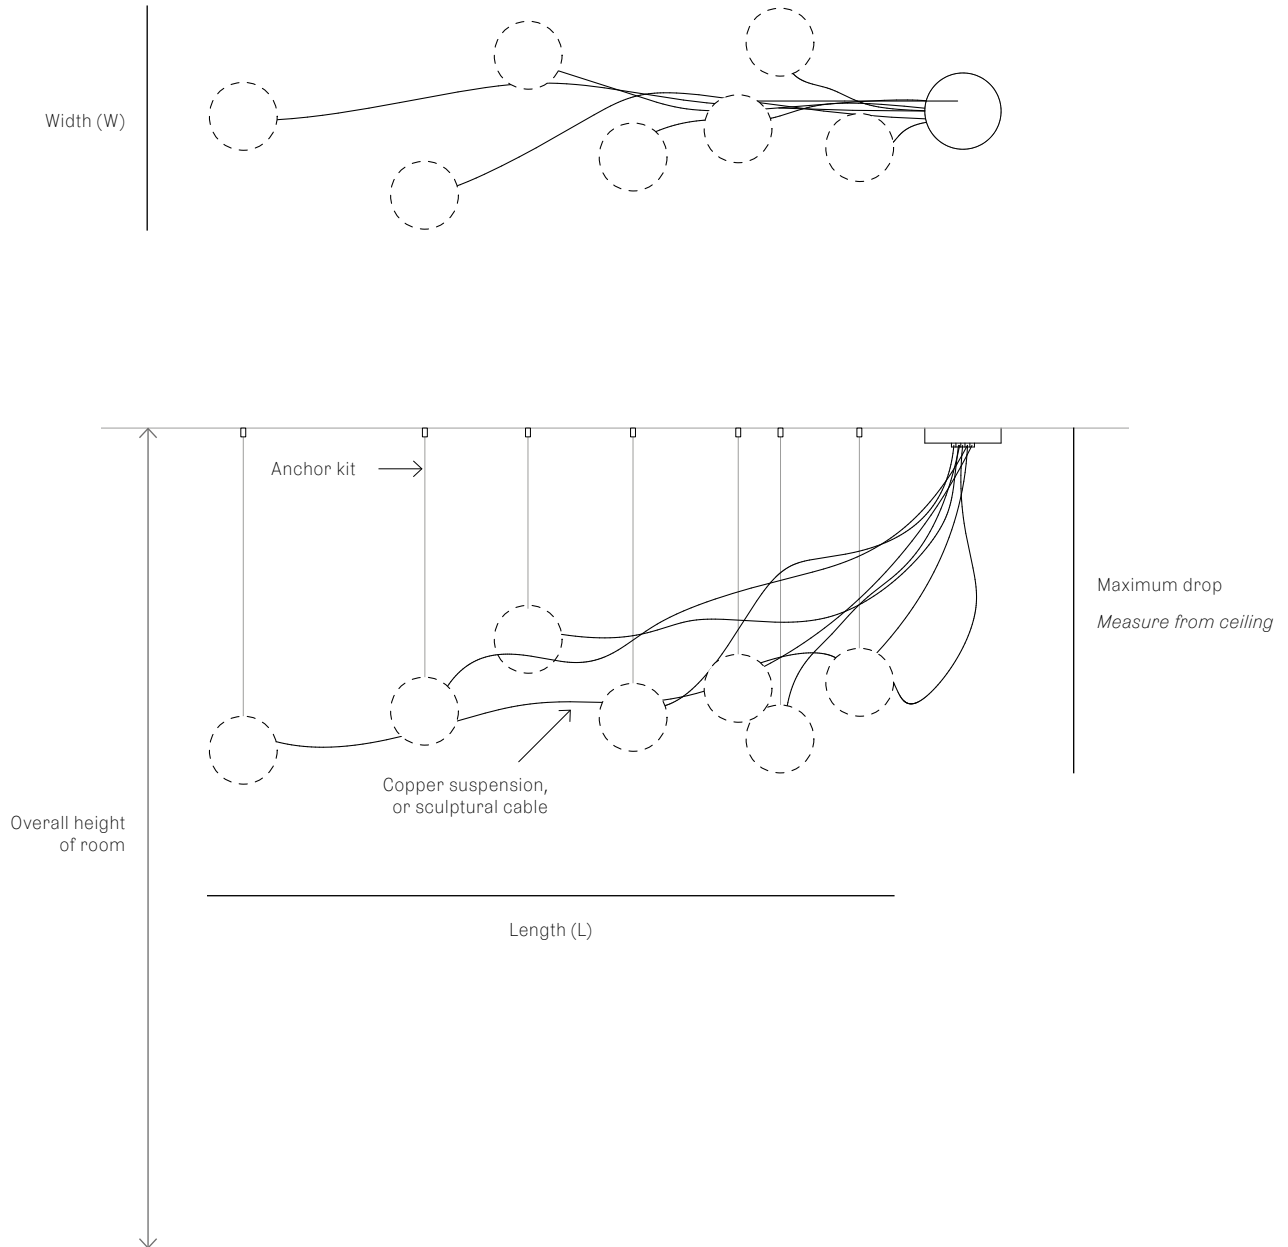 Width (W)
Anchor kit
Maximum drop
Measure from ceiling
Copper suspension,
or sculptural cable
Overall height
of room
Length (L)